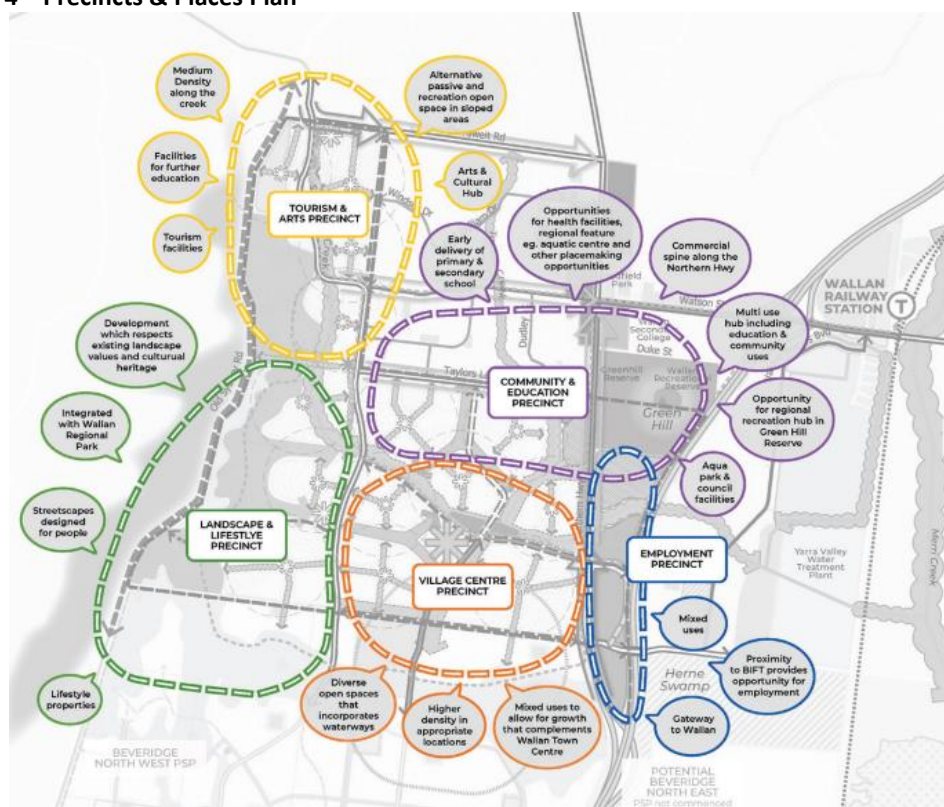 4 Precincts & Places Plan
Medium
Density
along the
creek
Alternative
passive and
recreation open
space in sloped
areas
Facilities
for further
education
Arts &
Cultural
Hub
TOURISM &
ARTS PRECINCT
Tourism
facilities
Early
delivery of
primary &
secondary
school
Opportunities
for health facilities,
regional feature
eg. aquatic centre and
other placemaking
opportunities
Commercial
spine along the
Northern Hwy
WALLAN
RAILWAY
STATION
T
Development
which respects
existing landscape
values and cultural
heritage
Multi use
hub including
education &
community
uses
Duke St
Dudley
Taylors L
COMMUNITY &
EDUCATION
PRECINCT
Greenhill
Reserve
Recreation
Reserve
Green
Hill
Integrated
with Wallan
Regional
Park
Opportunity
for regional
recreation hub in
Green Hill
Reserve
Aqua
park &
council
facilities
Streetscapes
designed
for people
LANDSCAPE &
LIFESTLYE
PRECINCT
VILLAGE CENTRE
PRECINCT
EMPLOYMENT
PRECINCT
Yarra Valley
Water
Treatment
Plant
Merri Creek
Mixed
uses
Proximity
to BIFT provides
opportunity for
employment
Herne
Swamp
Gateway
to Wallan
Lifestyle
properties
Diverse
open spaces
that
incorporates
waterways
Higher
density in
appropriate
locations
Mixed uses to
allow for growth
that complements
Wallan Town
Centre
BEVERIDGE
NORTH WEST PSP
POTENTIAL
BEVERIDGE
NORTH EAST
PSP not commenced